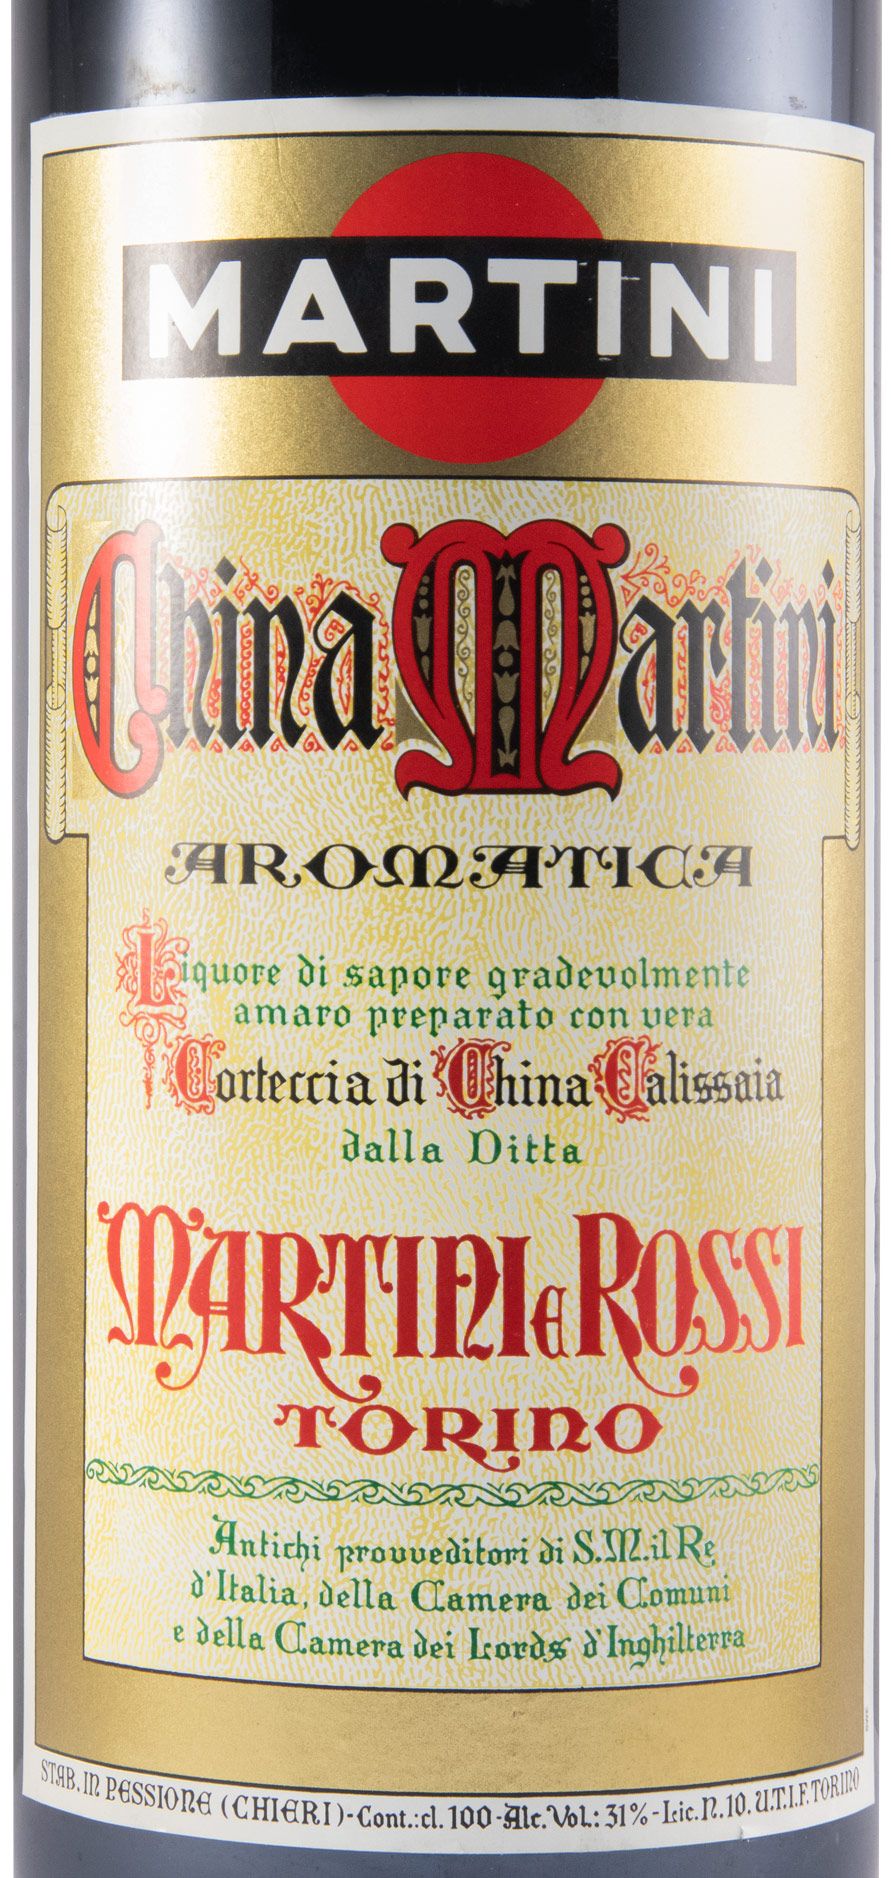 MARTINI
China Martini
AROMATICA
Liquore di sapore gradevolmente
amaro preparato con vera
Corteccia di China Calissaia
dalla Ditta
MARTINI E ROSSI
TORINO
Antichi provveditori di S.M. il Re
d'Italia, della Camera dei Comuni
e della Camera dei Lords d'Inghilterra
STAB. IN PESSIONE (CHIERI)-Cont.:cl. 100-Alc. Vol.: 31%-Lic. N. 10. U.T.I.F. TORINO